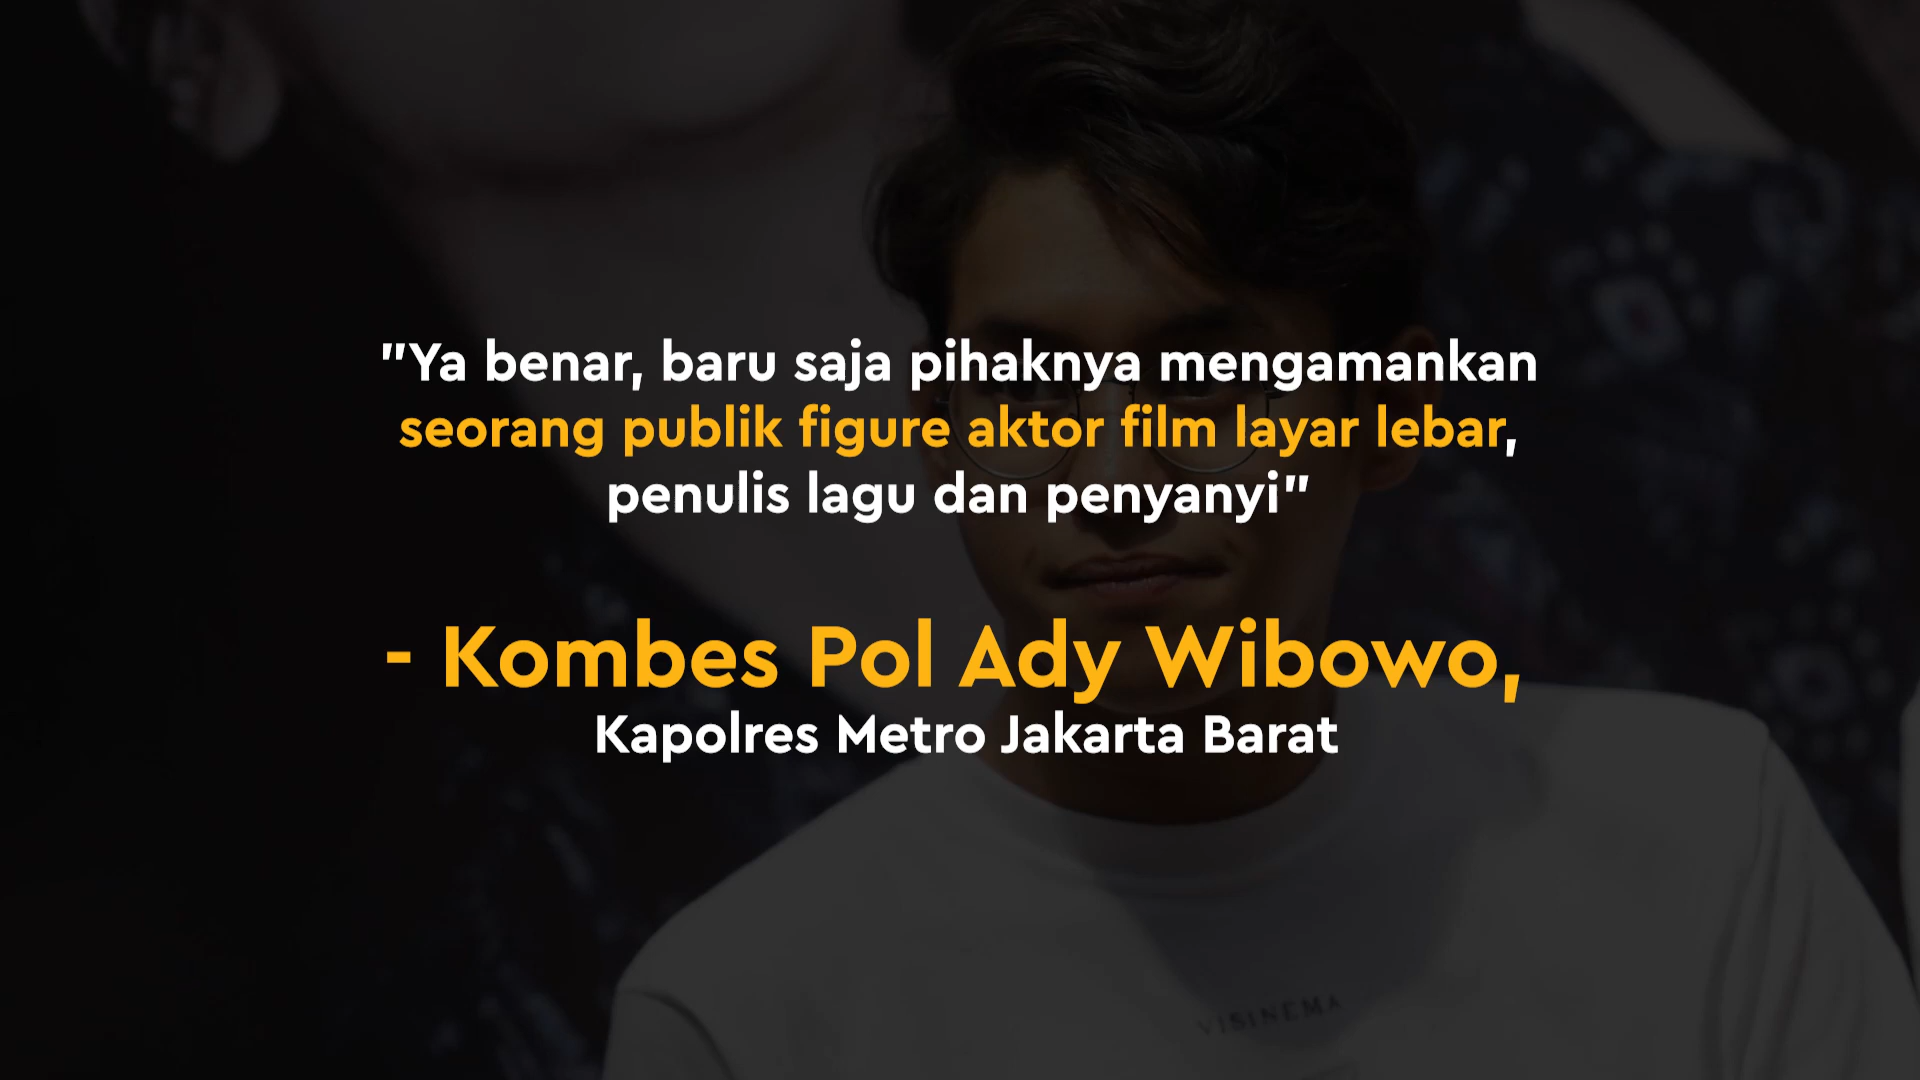 "Ya benar, baru saja pihaknya mengamankan
seorang publik figure aktor film layar lebar,
penulis lagu dan penyanyi"
- Kombes Pol Ady Wibowo,
Kapolres Metro Jakarta Barat
VISINEMA